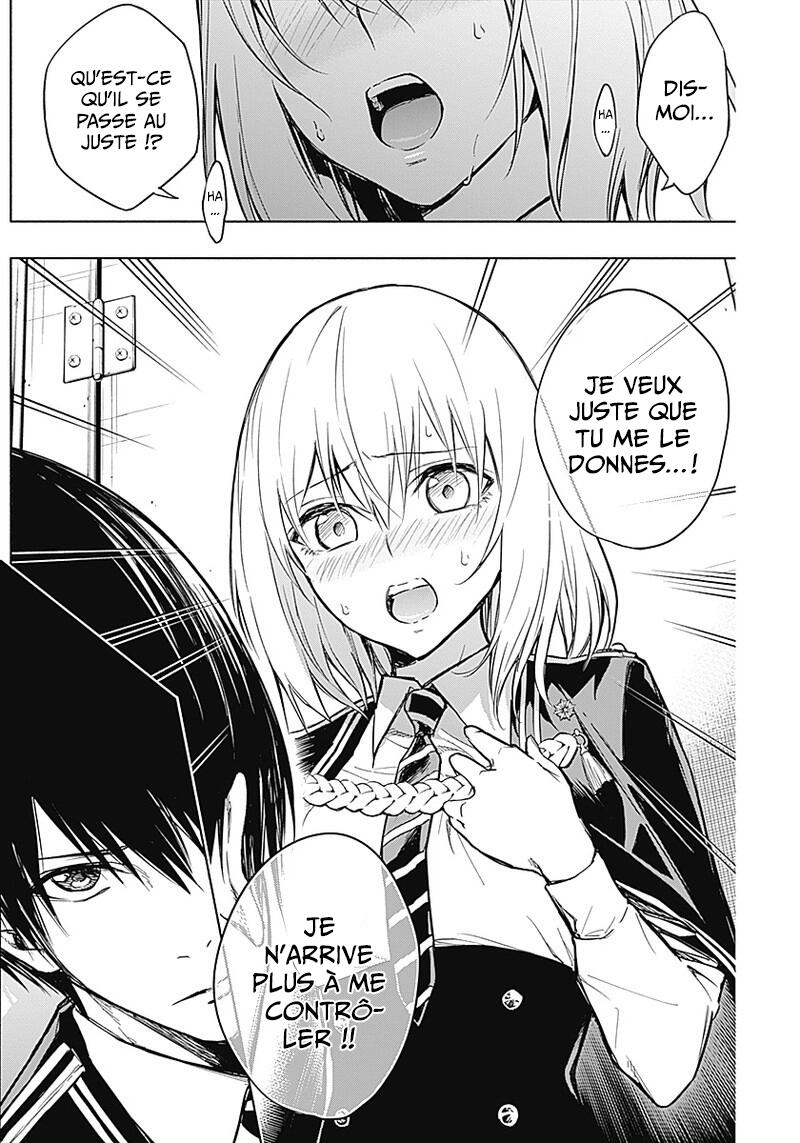 DIS-
MOI...
HA
...
QU'EST-CE
QU'IL SE
PASSE AU
JUSTE !?
HA
...
JE VEUX
JUSTE QUE
TU ME LE
DONNES...!
JE
N'ARRIVE
PLUS À ME
CONTRÔ-
LER !!